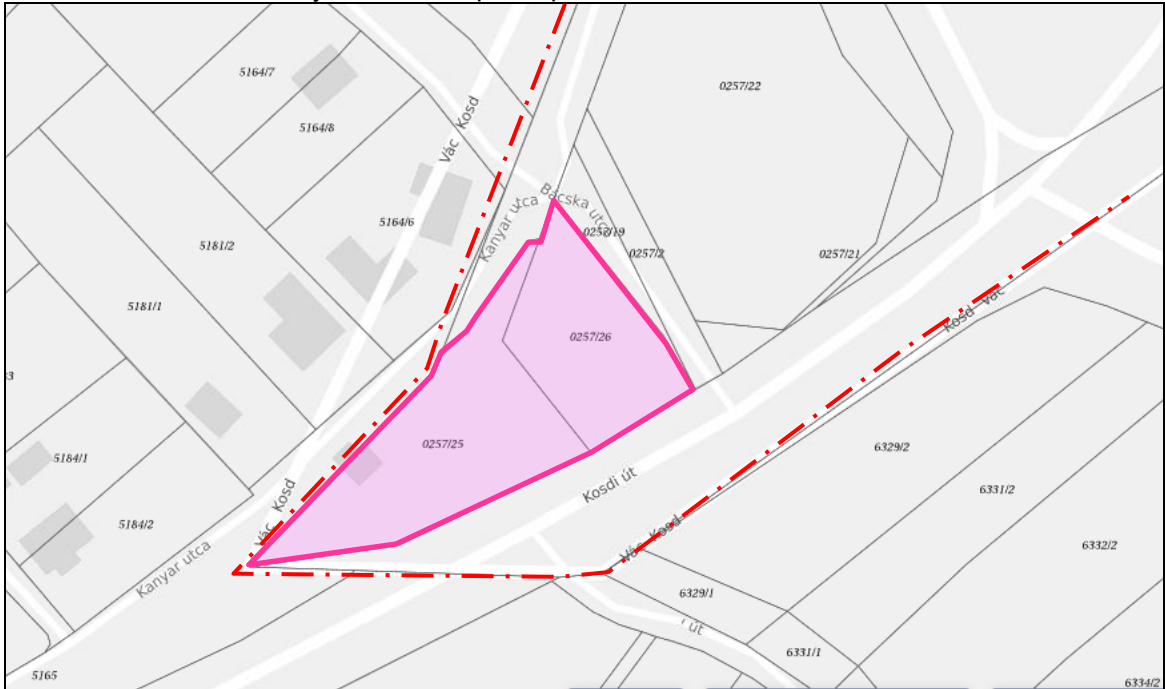 5164/7
0257/22
Vác Kosd
5164/8
Bácska utca
Kanyar utca
5164/6
0257/19
5181/2
0257/2
0257/21
Kosd Vác
5181/1
0257/26
3
0257/25
6329/2
5184/1
Kosdi út
6331/2
Vác Kosd
5184/2
Vác Kosd
6332/2
Kanyar utca
6329/1
út
6331/1
5165
6334/2